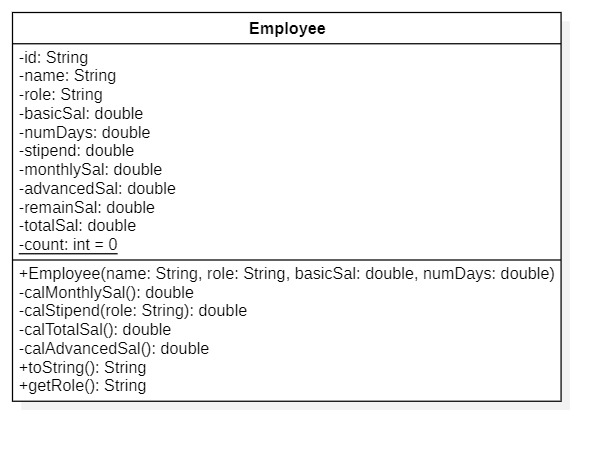 Employee
-id: String
-name: String
-role: String
-basicSal: double
-numDays: double
-stipend: double
-monthlySal: double
-advancedSal: double
-remainSal: double
-totalSal: double
-count: int = 0
+Employee(name: String, role: String, basicSal: double, numDays: double)
-calMonthlySal(): double
-calStipend(role: String): double
-calTotalSal(): double
-calAdvancedSal(): double
+toString(): String
+getRole(): String